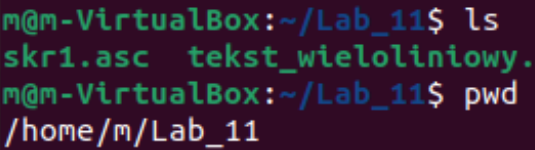 m@m-VirtualBox:~/Lab_11$ ls
skr1.asc tekst_wieloliniowy.
m@m-VirtualBox:~/Lab_11$ pwd
/home/m/Lab_11